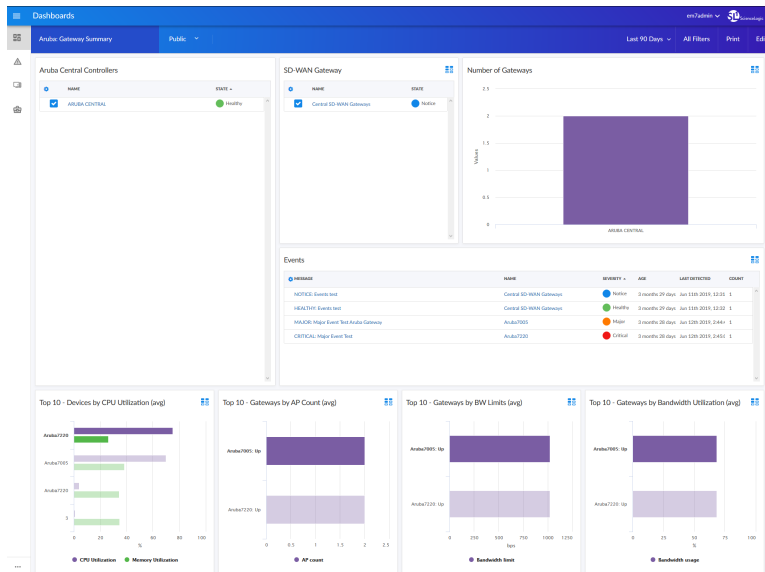 Dashboards
em7admin
ScienceLogic
Aruba: Gateway Summary
Public
Last 90 Days
All Filters
Print
Edi
Aruba Central Controllers
NAME
STATE
ARUBA CENTRAL
Healthy
SD-WAN Gateway
NAME
STATE
Central SD-WAN Gateways
Notice
Number of Gateways
2.5
2
1.5
1
0.5
0
Values
ARUBA CENTRAL
Events
MESSAGE NAME SEVERITY AGE LAST DETECTED COUNT
NOTICE: Events test Central SD-WAN Gateways Notice 3 months 29 days Jun 11th 2019, 12:31 1
HEALTHY: Events test Central SD-WAN Gateways Healthy 3 months 29 days Jun 11th 2019, 12:32 1
MAJOR: Major Event Test Aruba Gateway Aruba7005 Major 3 months 28 days Jun 12th 2019, 2:44: 1
CRITICAL: Major Event Test Aruba7220 Critical 3 months 28 days Jun 12th 2019, 2:45: 1
Top 10 - Devices by CPU Utilization (avg)
Aruba7220
Aruba7005
Aruba7220
0 20 40 60 80 100
%
CPU Utilization Memory Utilization
Top 10 - Gateways by AP Count (avg)
Aruba7005: Up
Aruba7220: Up
0 0.5 1 1.5 2 2.5
AP count
Top 10 - Gateways by BW Limits (avg)
Aruba7005: Up
Aruba7220: Up
0 250 500 750 1000 1250
bps
Bandwidth limit
Top 10 - Gateways by Bandwidth Utilization (avg)
Aruba7005: Up
Aruba7220: Up
0 25 50 75 100
%
Bandwidth usage